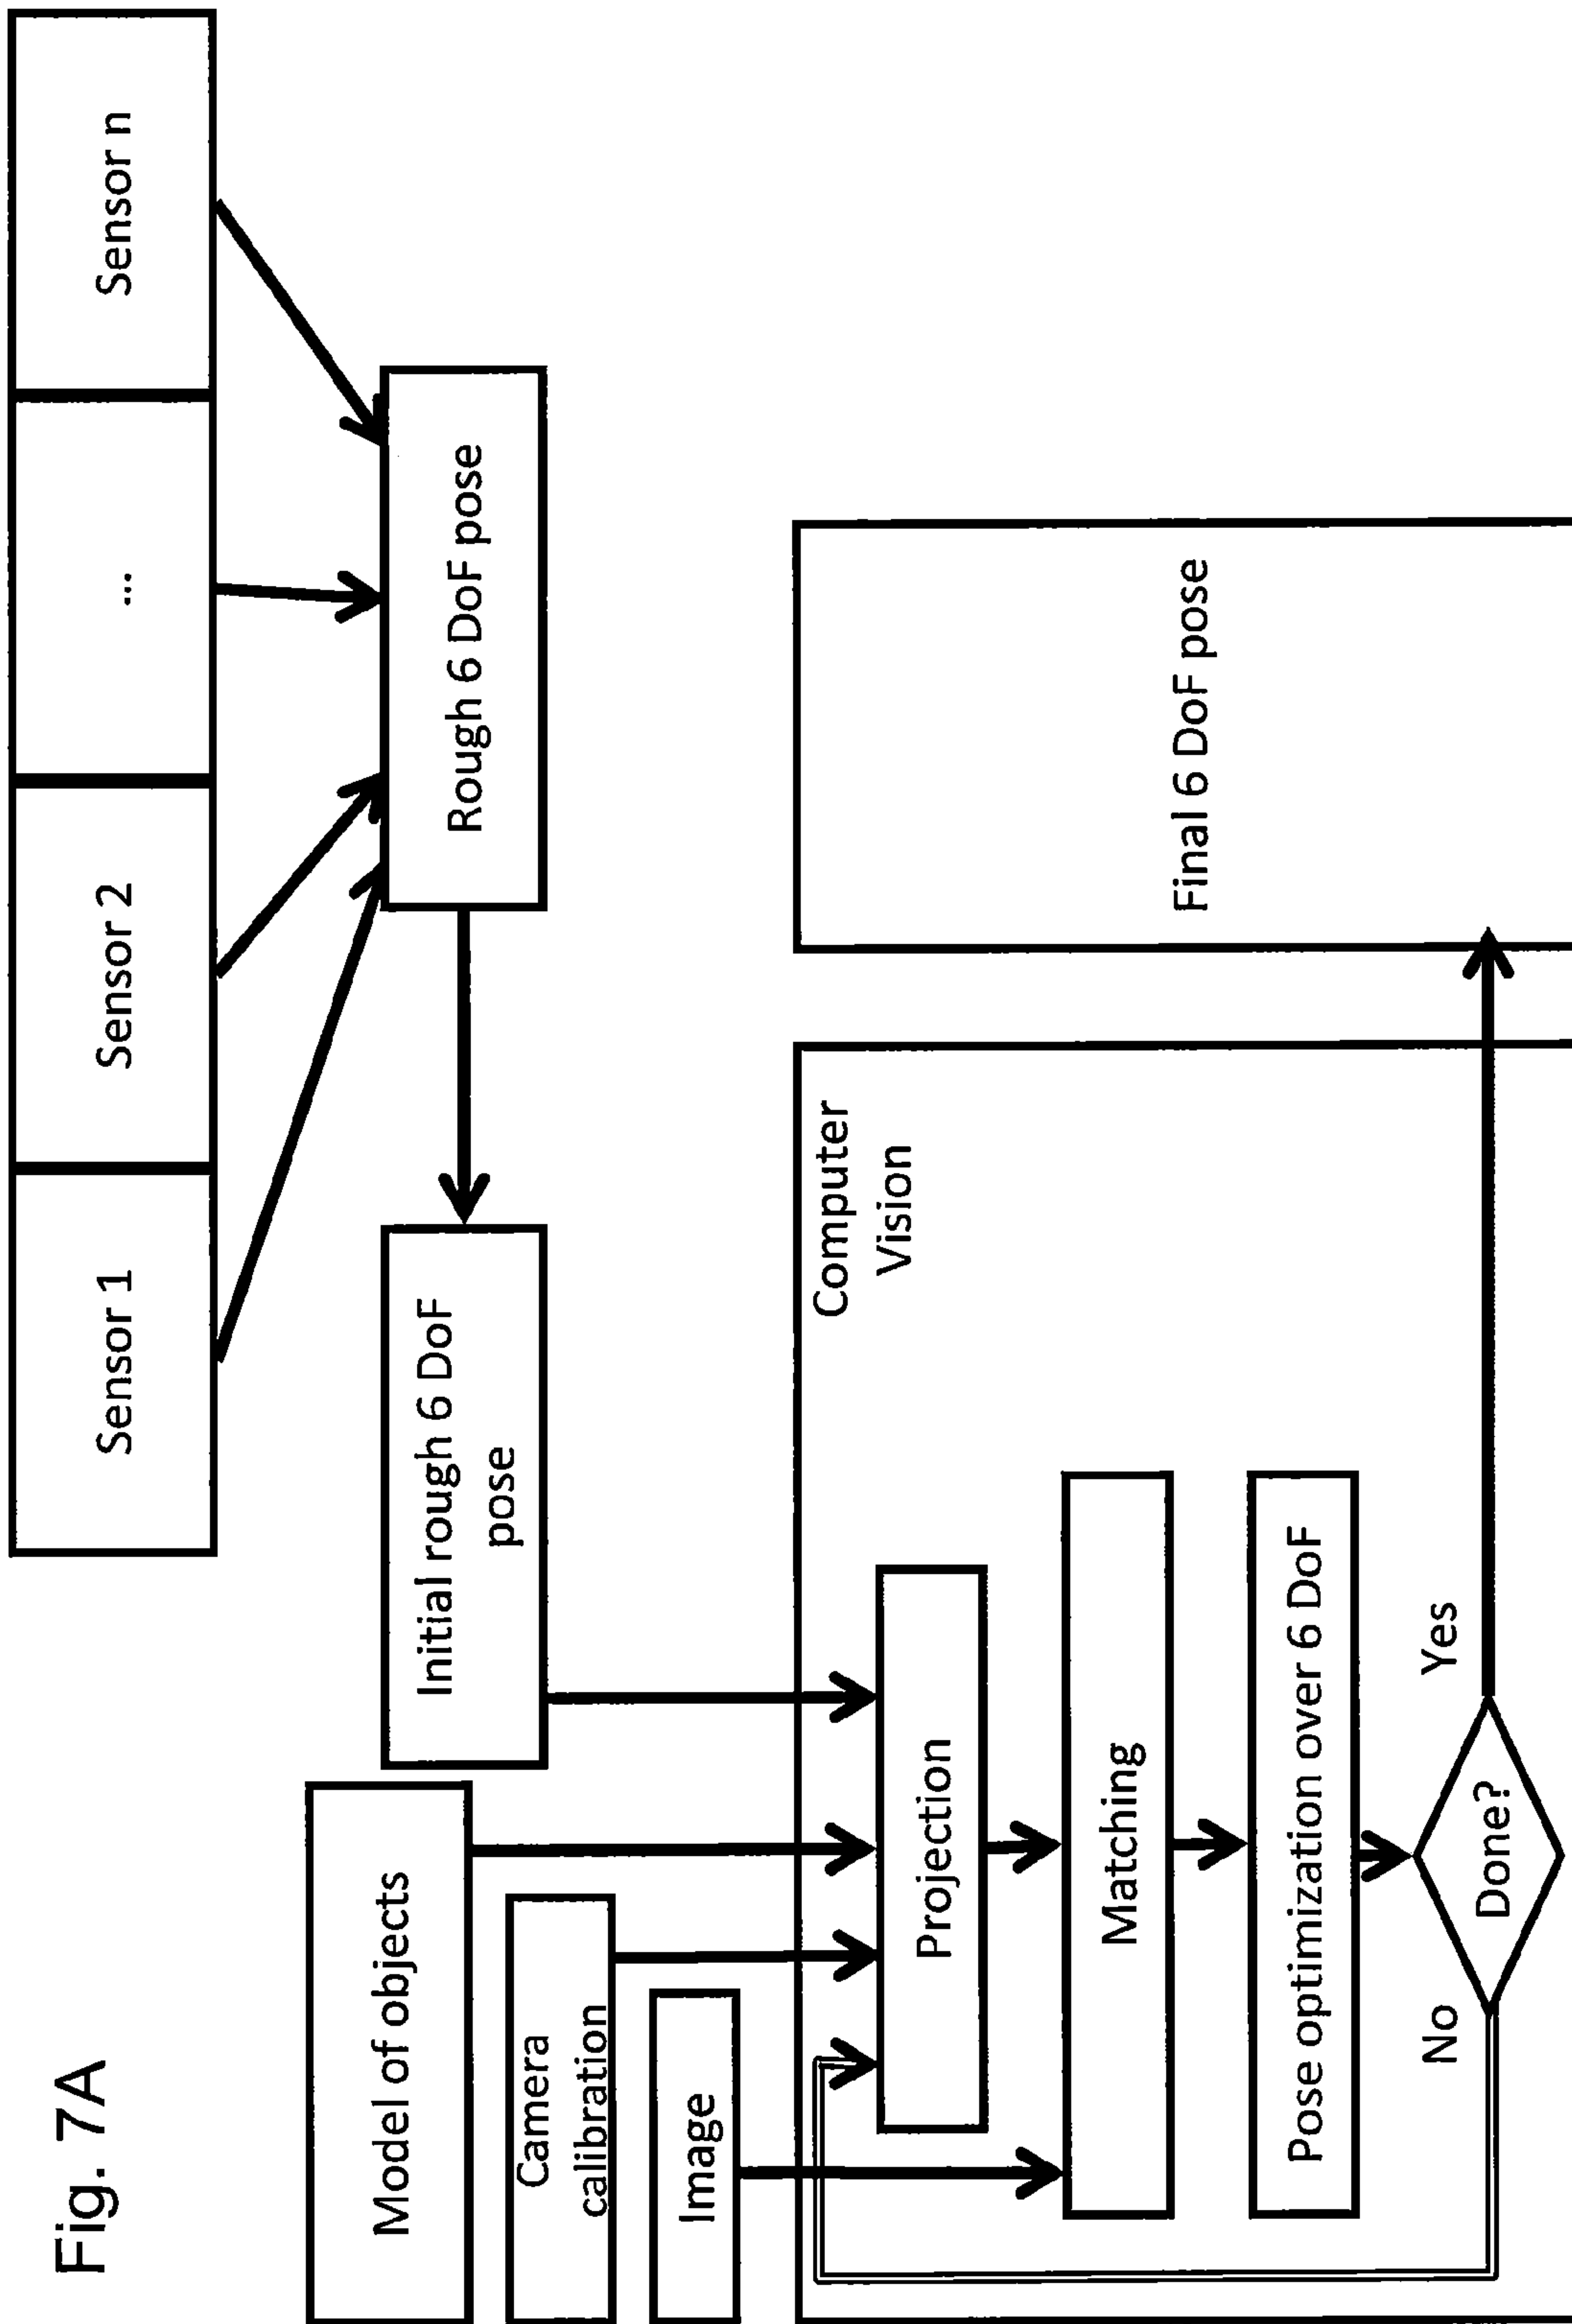 Fig. 7A
Sensor 1
Sensor 2
...
Sensor n
Model of objects
Initial rough 6 DoF
pose
Rough 6 DoF pose
Camera
calibration
Image
Computer
Vision
Projection
Matching
Pose optimization over 6 DoF
Done?
No
Yes
Final 6 DoF pose